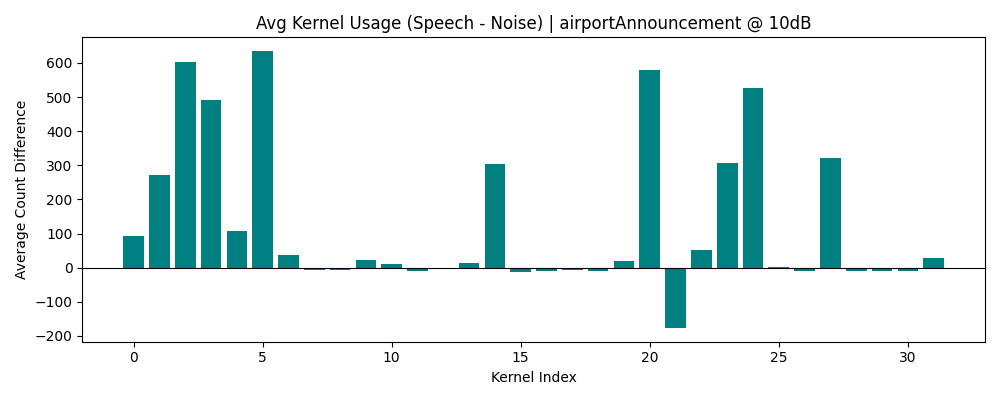 Avg Kernel Usage (Speech - Noise) | airportAnnouncement @ 10dB
Average Count Difference
600
500
400
300
200
100
0
−100
−200
0 5 10 15 20 25 30
Kernel Index